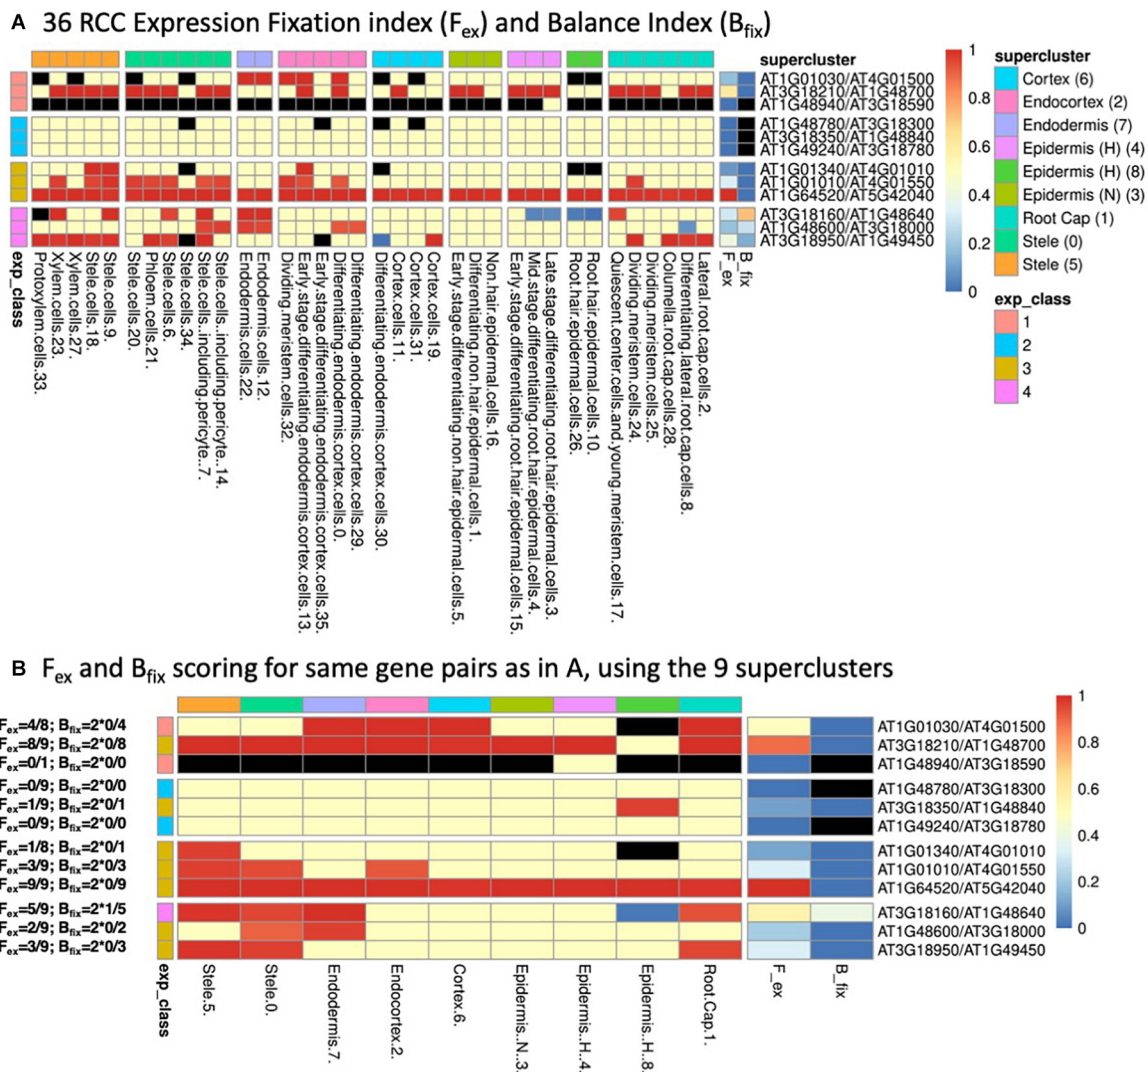 A 36 RCC Expression Fixation index (Fex) and Balance Index (Bfix)
supercluster
AT1G01030/AT4G01500
AT3G18210/AT1G48700
AT1G48940/AT3G18590
AT1G48780/AT3G18300
AT3G18350/AT1G48840
AT1G49240/AT3G18780
AT1G01340/AT4G01010
AT1G01010/AT4G01550
AT1G64520/AT5G42040
AT3G18160/AT1G48640
AT1G48600/AT3G18000
AT3G18950/AT1G49450
1
0.8
0.6
0.4
0.2
0
supercluster
Cortex (6)
Endocortex (2)
Endodermis (7)
Epidermis (H) (4)
Epidermis (H) (8)
Epidermis (N) (3)
Root Cap (1)
Stele (0)
Stele (5)
exp_class
1
2
3
4
exp_class
Protoxylem.cells.33.
Xylem.cells.23.
Xylem.cells.27.
Stele.cells.18.
Stele.cells.9.
Stele.cells.20.
Phloem.cells.21.
Stele.cells.6.
Stele.cells.34.
Stele.cells..including.pericyte..7.
Stele.cells..including.pericyte..14.
Endodermis.cells.22.
Endodermis.cells.12.
Dividing.meristem.cells.32.
Early.stage.differentiating.endodermis.cortex.cells.13.
Early.stage.differentiating.endodermis.cortex.cells.35.
Differentiating.endodermis.cortex.cells.0.
Differentiating.endodermis.cortex.cells.29.
Differentiating.endodermis.cortex.cells.30.
Cortex.cells.11.
Cortex.cells.31.
Cortex.cells.19.
Early.stage.differentiating.non.hair.epidermal.cells.5.
Differentiating.non.hair.epidermal.cells.1.
Non.hair.epidermal.cells.16.
Early.stage.differentiating.root.hair.epidermal.cells.15.
Mid.stage.differentiating.root.hair.epidermal.cells.4.
Late.stage.differentiating.root.hair.epidermal.cells.3.
Root.hair.epidermal.cells.26.
Root.hair.epidermal.cells.10.
Quiescent.center.cells.and.young.meristem.cells.17.
Dividing.meristem.cells.24.
Dividing.meristem.cells.25.
Columella.root.cap.cells.28.
Differentiating.lateral.root.cap.cells.8.
Lateral.root.cap.cells.2.
F_ex
B_fix
B Fex and Bfix scoring for same gene pairs as in A, using the 9 superclusters
Fex=4/8; Bfix=2*0/4
AT1G01030/AT4G01500
Fex=8/9; Bfix=2*0/8
AT3G18210/AT1G48700
Fex=0/1; Bfix=2*0/0
AT1G48940/AT3G18590
Fex=0/9; Bfix=2*0/0
AT1G48780/AT3G18300
Fex=1/9; Bfix=2*0/1
AT3G18350/AT1G48840
Fex=0/9; Bfix=2*0/0
AT1G49240/AT3G18780
Fex=1/8; Bfix=2*0/1
AT1G01340/AT4G01010
Fex=3/9; Bfix=2*0/3
AT1G01010/AT4G01550
Fex=9/9; Bfix=2*0/9
AT1G64520/AT5G42040
Fex=5/9; Bfix=2*1/5
AT3G18160/AT1G48640
Fex=2/9; Bfix=2*0/2
AT1G48600/AT3G18000
Fex=3/9; Bfix=2*0/3
AT3G18950/AT1G49450
1
0.8
0.6
0.4
0.2
0
exp_class
Stele.5.
Stele.0.
Endodermis.7.
Endocortex.2.
Cortex.6.
Epidermis..N..3.
Epidermis..H..4.
Epidermis..H..8.
Root.Cap.1.
F_ex
B_fix